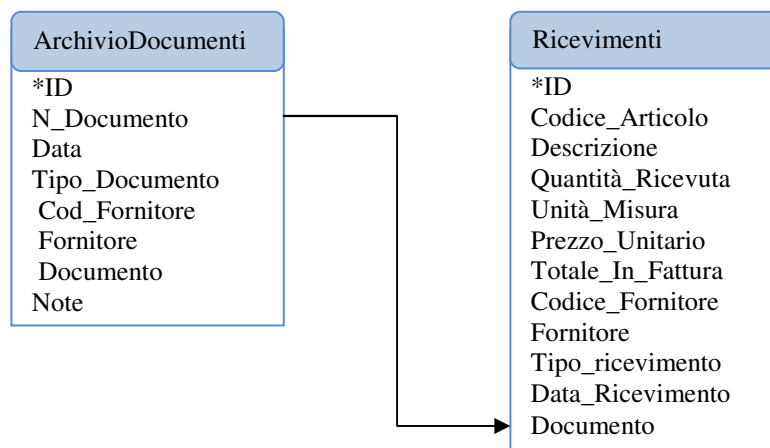 ArchivioDocumenti
*ID
N_Documento
Data
Tipo_Documento
Cod_Fornitore
Fornitore
Documento
Note
Ricevimenti
*ID
Codice_Articolo
Descrizione
Quantità_Ricevuta
Unità_Misura
Prezzo_Unitario
Totale_In_Fattura
Codice_Fornitore
Fornitore
Tipo_ricevimento
Data_Ricevimento
Documento